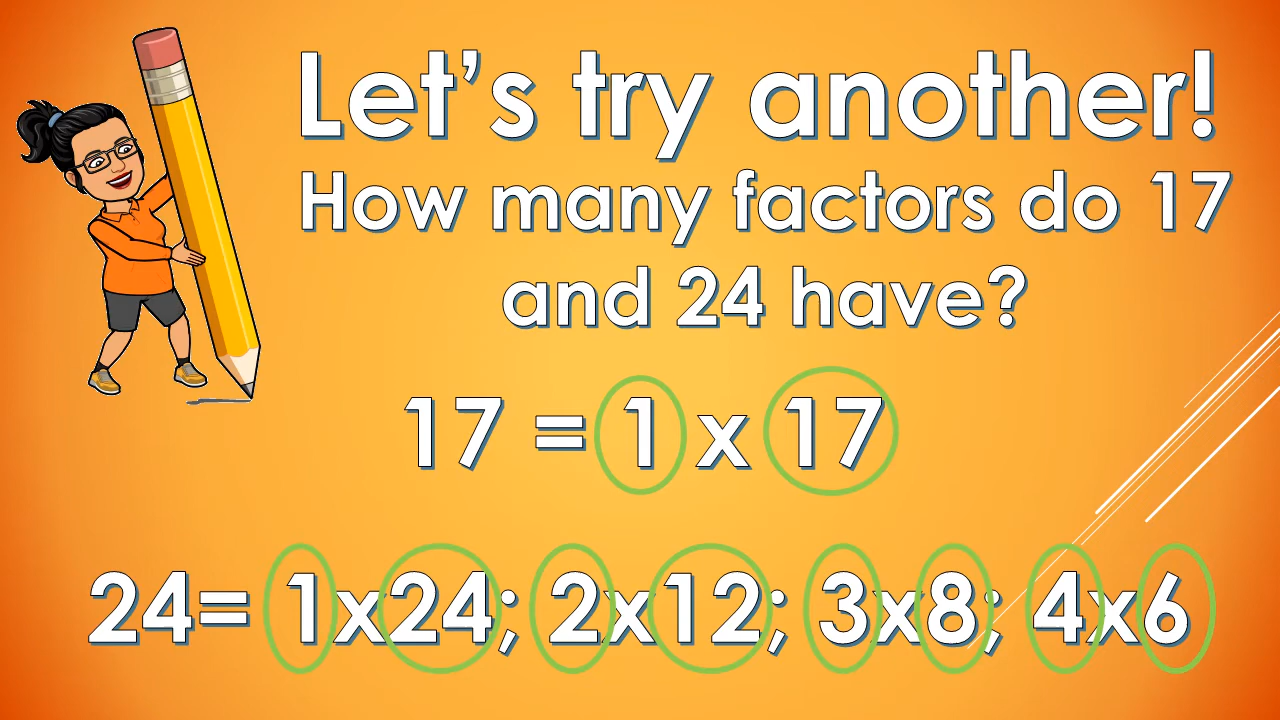 Let’s try another!
How many factors do 17
and 24 have?
17 = 1 x 17
24= 1x24; 2x12; 3x8; 4x6